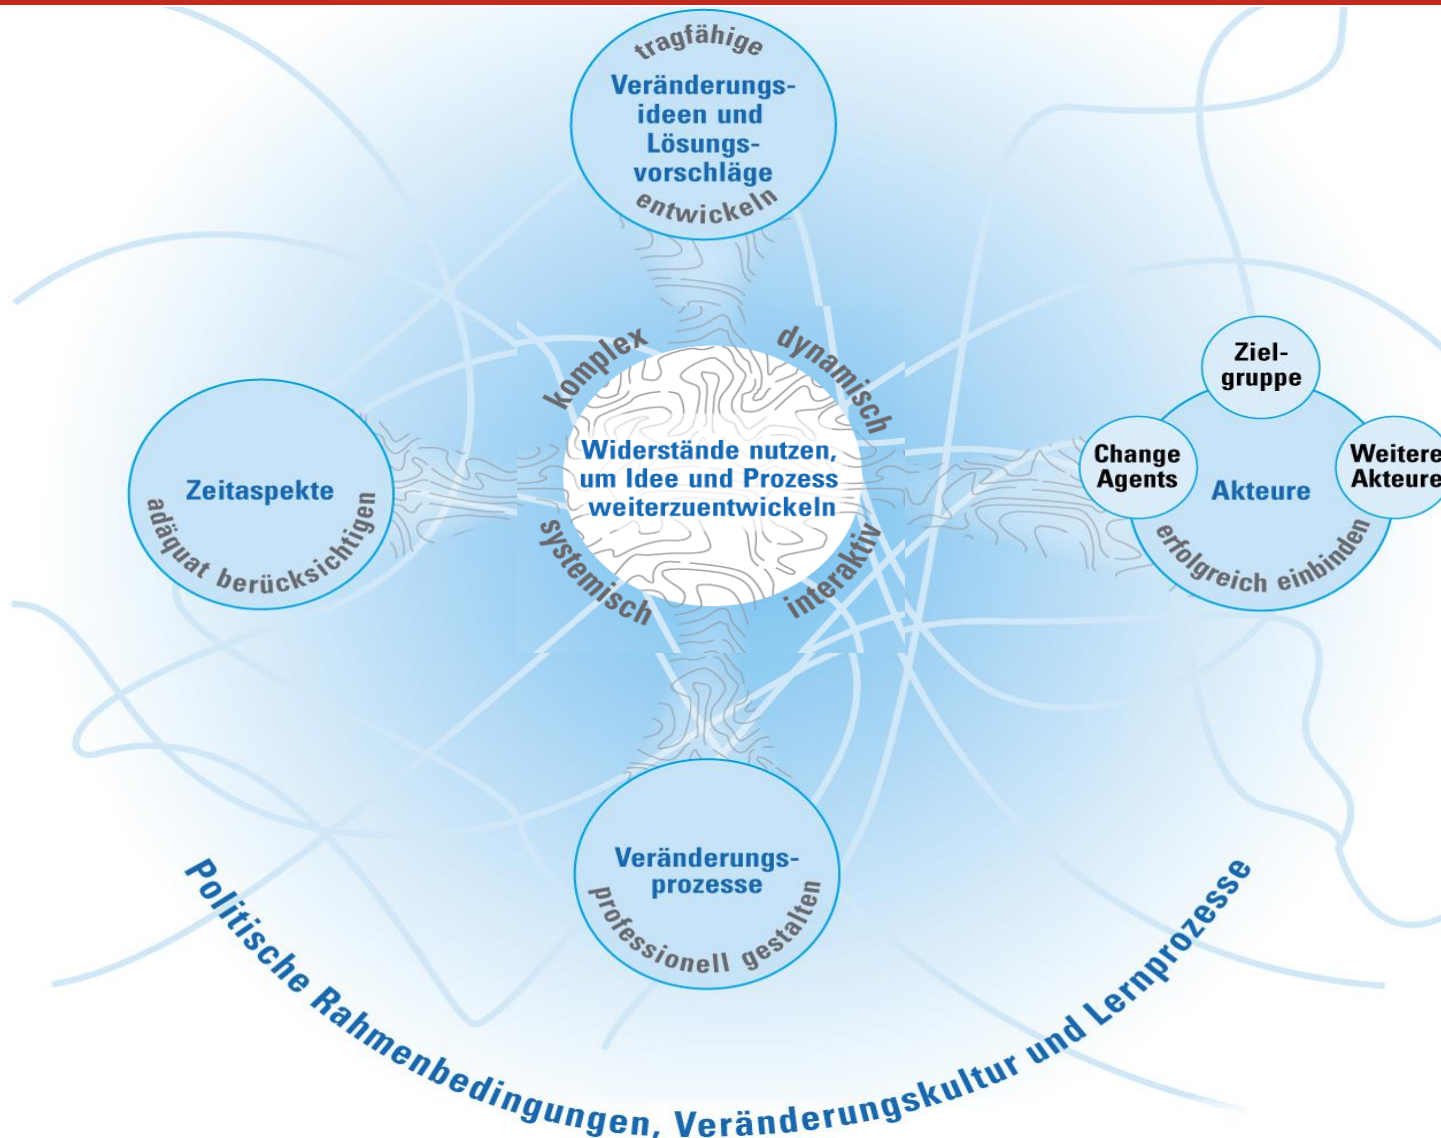 tragfähige
Veränderungs-
ideen und
Lösungs-
vorschläge
entwickeln
komplex
dynamisch
Widerstände nutzen,
um Idee und Prozess
weiterzuentwickeln
systemisch
interaktiv
Zeitaspekte
adäquat berücksichtigen
Ziel-
gruppe
Change
Agents
Weitere
Akteure
Akteure
erfolgreich einbinden
Veränderungs-
prozesse
professionell gestalten
Politische Rahmenbedingungen, Veränderungskultur und Lernprozesse